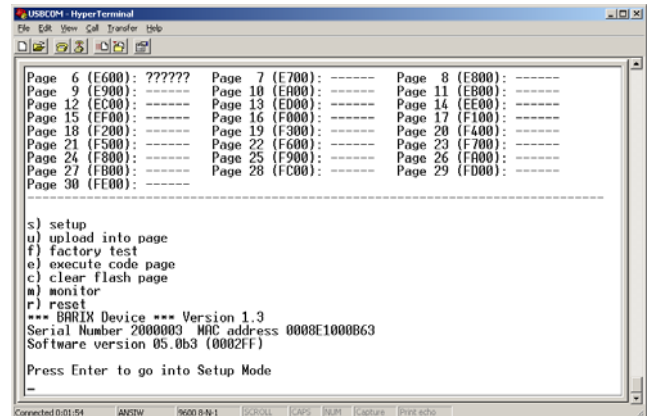 USBCOM - HyperTerminal
File Edit View Call Transfer Help
Page 6 (E600): ?????? Page 7 (E700): ------ Page 8 (E800): ------
Page 9 (E900): ------ Page 10 (EA00): ------ Page 11 (EB00): ------
Page 12 (EC00): ------ Page 13 (ED00): ------ Page 14 (EE00): ------
Page 15 (EF00): ------ Page 16 (F000): ------ Page 17 (F100): ------
Page 18 (F200): ------ Page 19 (F300): ------ Page 20 (F400): ------
Page 21 (F500): ------ Page 22 (F600): ------ Page 23 (F700): ------
Page 24 (F800): ------ Page 25 (F900): ------ Page 26 (FA00): ------
Page 27 (FB00): ------ Page 28 (FC00): ------ Page 29 (FD00): ------
Page 30 (FE00): ------
------------------------------------------------------------------------------
s) setup
u) upload into page
f) factory test
e) execute code page
c) clear flash page
m) monitor
r) reset
*** BARIX Device *** Version 1.3
Serial Number 2000003 MAC address 0008E1000B63
Software version 05.0b3 (0002FF)
Press Enter to go into Setup Mode
_
Connected 0:01:54 ANSIW 9600 8-N-1 SCROLL CAPS NUM Capture Print echo